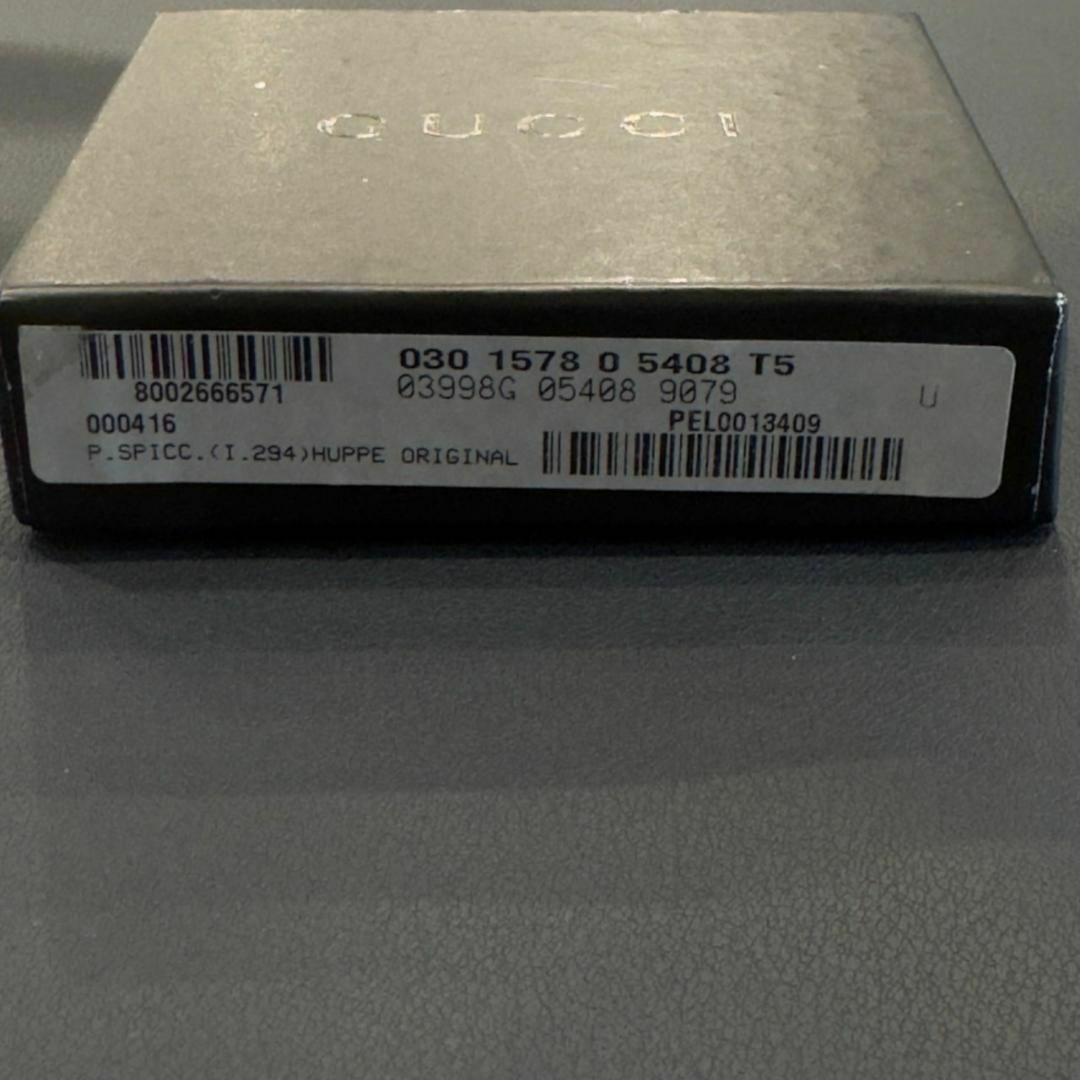 GUCCI
030 1578 0 5408 T5
8002666571
03998G 05408 9079
U
000416
PEL0013409
P.SPICC.(I.294)HUPPE ORIGINAL